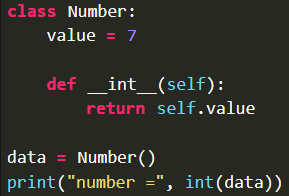 class Number:
    value = 7

    def __int__(self):
        return self.value

data = Number()
print("number =", int(data))